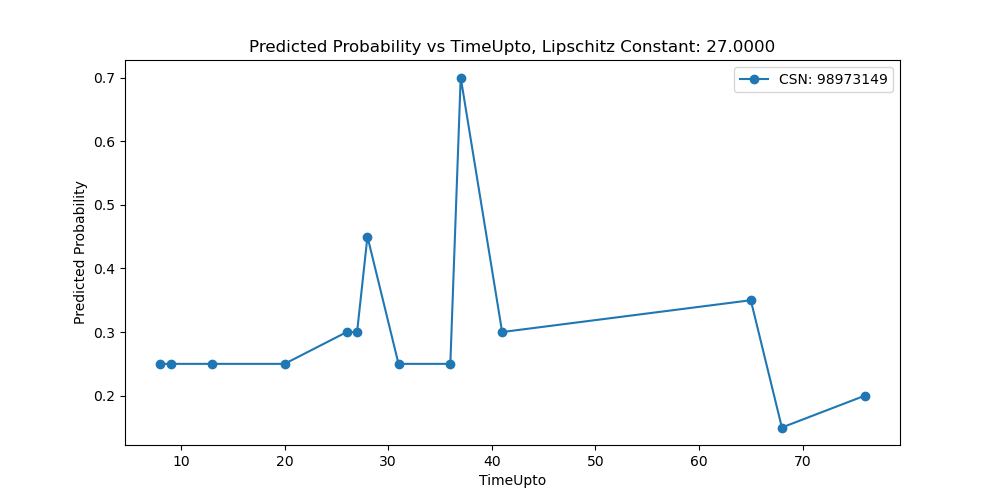 Predicted Probability vs TimeUpto, Lipschitz Constant: 27.0000
CSN: 98973149
Predicted Probability
0.7
0.6
0.5
0.4
0.3
0.2
10 20 30 40 50 60 70
TimeUpto